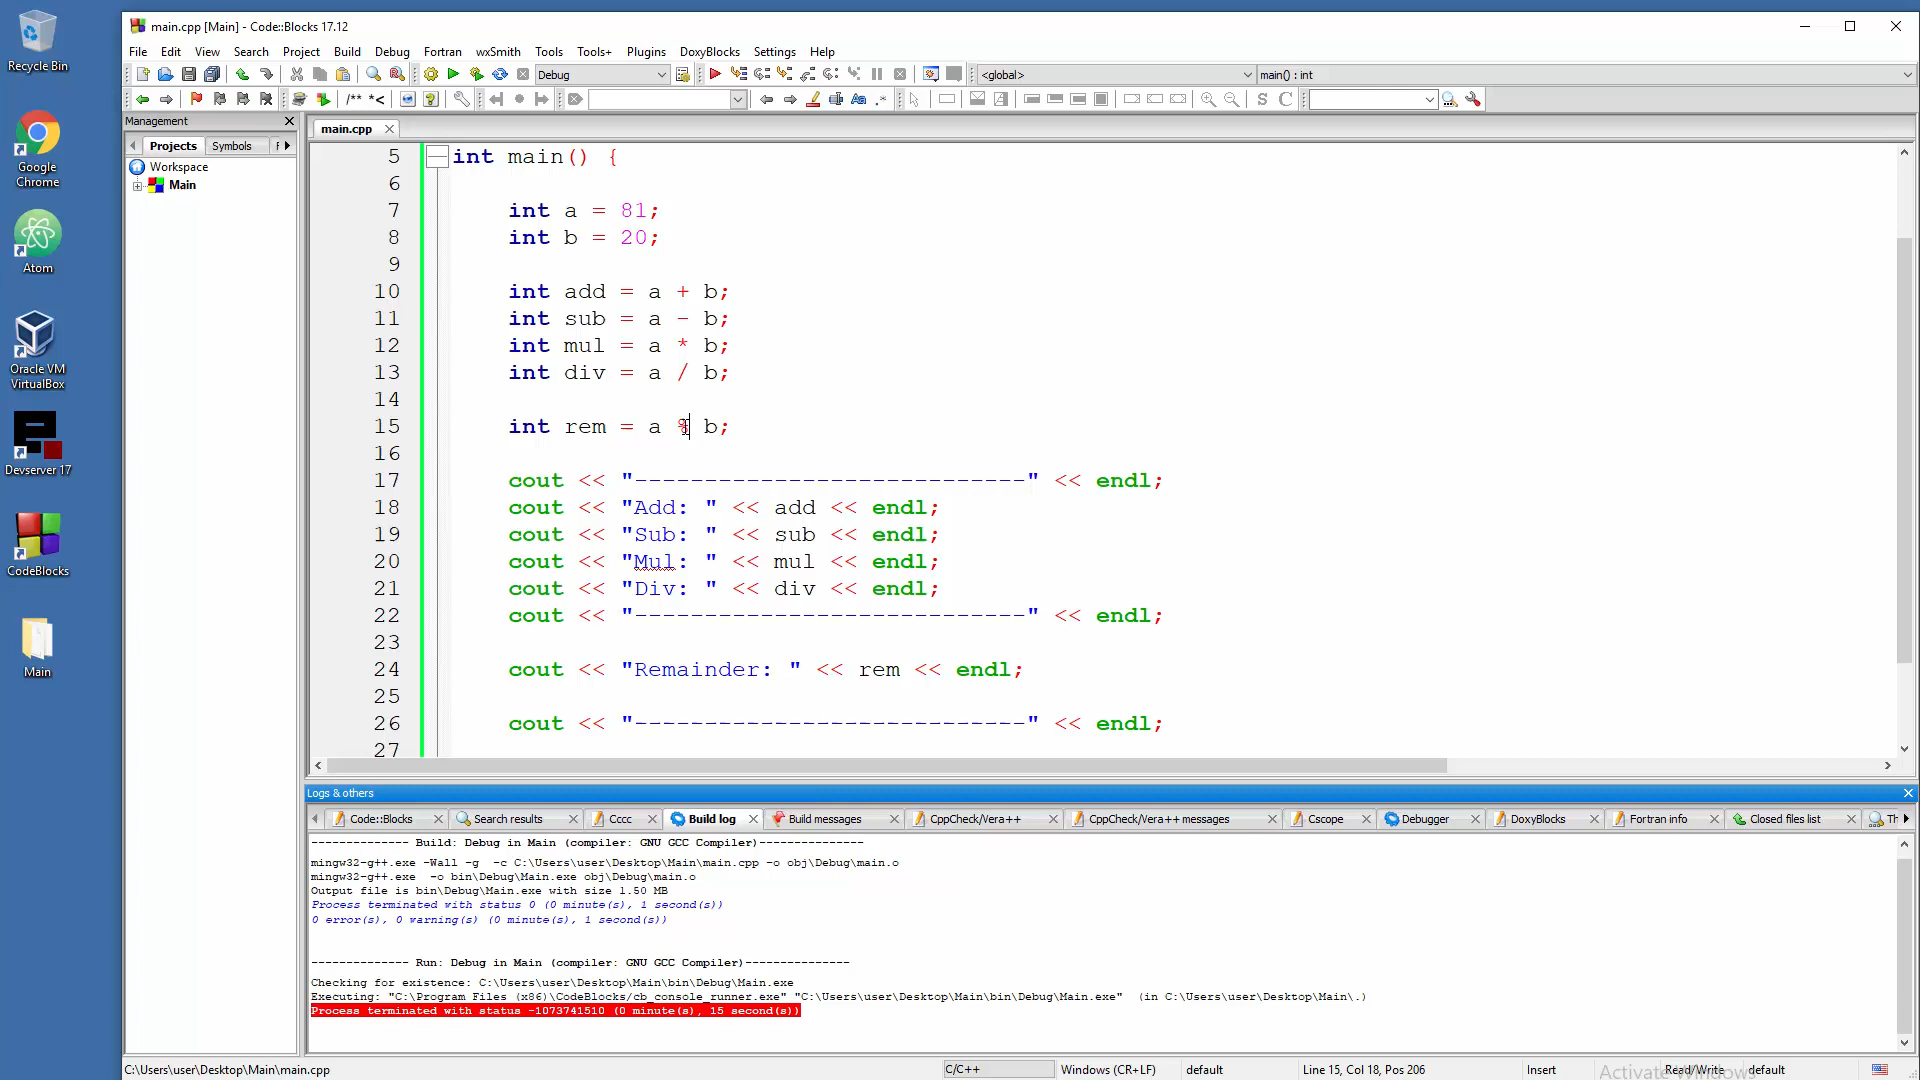 Recycle Bin
Google Chrome
Atom
Oracle VM VirtualBox
Devserver 17
CodeBlocks
Main
main.cpp [Main] - Code::Blocks 17.12
File Edit View Search Project Build Debug Fortran wxSmith Tools Tools+ Plugins DoxyBlocks Settings Help
Debug <global> main() : int
/** *< Aa .* S C
Management
Projects Symbols F
Workspace
Main
main.cpp
5 int main() {
6
7 int a = 81;
8 int b = 20;
9
10 int add = a + b;
11 int sub = a - b;
12 int mul = a * b;
13 int div = a / b;
14
15 int rem = a % b;
16
17 cout << "----------------------------" << endl;
18 cout << "Add: " << add << endl;
19 cout << "Sub: " << sub << endl;
20 cout << "Mul: " << mul << endl;
21 cout << "Div: " << div << endl;
22 cout << "----------------------------" << endl;
23
24 cout << "Remainder: " << rem << endl;
25
26 cout << "----------------------------" << endl;
27
Logs & others
Code::Blocks Search results Cccc Build log Build messages CppCheck/Vera++ CppCheck/Vera++ messages Cscope Debugger DoxyBlocks Fortran info Closed files list Th
-------------- Build: Debug in Main (compiler: GNU GCC Compiler)---------------
mingw32-g++.exe -Wall -g -c C:\Users\user\Desktop\Main\main.cpp -o obj\Debug\main.o
mingw32-g++.exe -o bin\Debug\Main.exe obj\Debug\main.o
Output file is bin\Debug\Main.exe with size 1.50 MB
Process terminated with status 0 (0 minute(s), 1 second(s))
0 error(s), 0 warning(s) (0 minute(s), 1 second(s))
-------------- Run: Debug in Main (compiler: GNU GCC Compiler)---------------
Checking for existence: C:\Users\user\Desktop\Main\bin\Debug\Main.exe
Executing: "C:\Program Files (x86)\CodeBlocks/cb_console_runner.exe" "C:\Users\user\Desktop\Main\bin\Debug\Main.exe" (in C:\Users\user\Desktop\Main\.)
Process terminated with status -1073741510 (0 minute(s), 15 second(s))
C:\Users\user\Desktop\Main\main.cpp C/C++ Windows (CR+LF) default Line 15, Col 18, Pos 206 Insert Read/Write default
Activate Windows